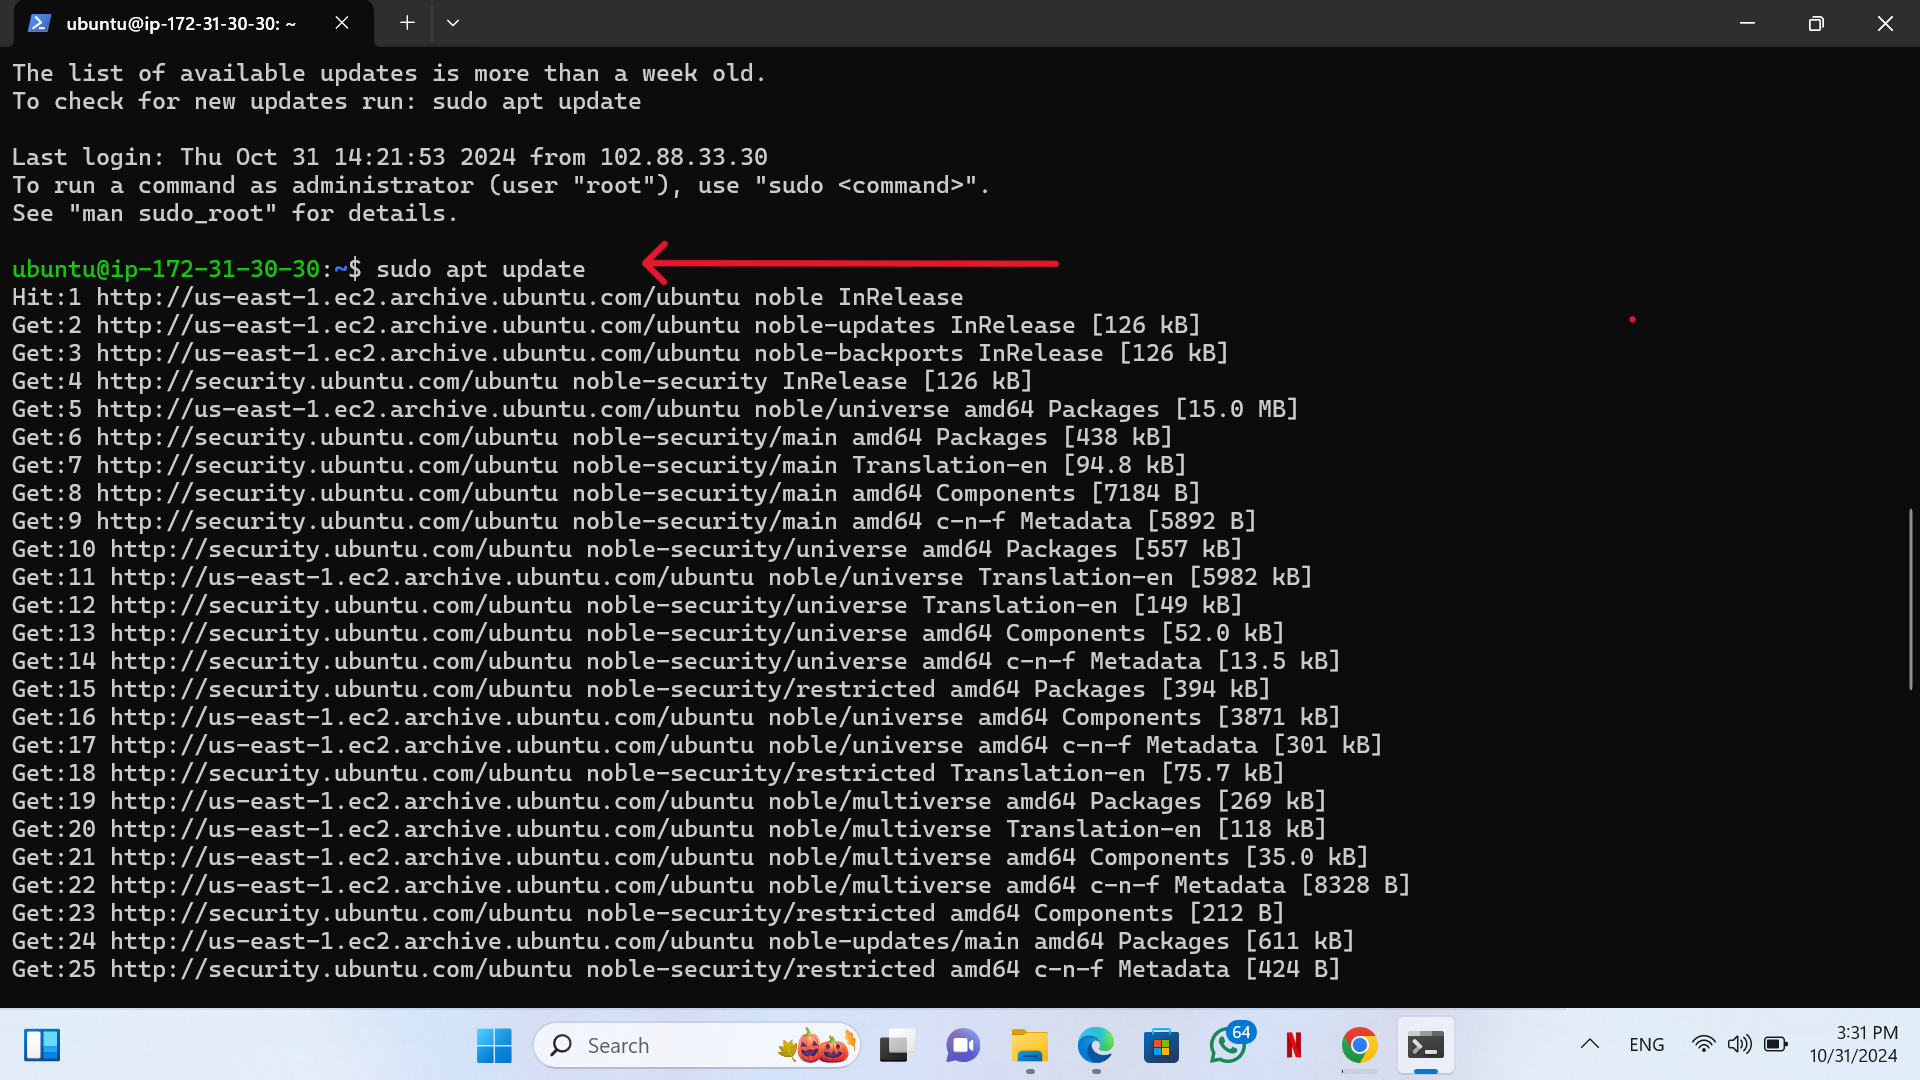 ubuntu@ip-172-31-30-30: ~
The list of available updates is more than a week old.
To check for new updates run: sudo apt update
Last login: Thu Oct 31 14:21:53 2024 from 102.88.33.30
To run a command as administrator (user "root"), use "sudo <command>".
See "man sudo_root" for details.
ubuntu@ip-172-31-30-30:~$ sudo apt update
Hit:1 http://us-east-1.ec2.archive.ubuntu.com/ubuntu noble InRelease
Get:2 http://us-east-1.ec2.archive.ubuntu.com/ubuntu noble-updates InRelease [126 kB]
Get:3 http://us-east-1.ec2.archive.ubuntu.com/ubuntu noble-backports InRelease [126 kB]
Get:4 http://security.ubuntu.com/ubuntu noble-security InRelease [126 kB]
Get:5 http://us-east-1.ec2.archive.ubuntu.com/ubuntu noble/universe amd64 Packages [15.0 MB]
Get:6 http://security.ubuntu.com/ubuntu noble-security/main amd64 Packages [438 kB]
Get:7 http://security.ubuntu.com/ubuntu noble-security/main Translation-en [94.8 kB]
Get:8 http://security.ubuntu.com/ubuntu noble-security/main amd64 Components [7184 B]
Get:9 http://security.ubuntu.com/ubuntu noble-security/main amd64 c-n-f Metadata [5892 B]
Get:10 http://security.ubuntu.com/ubuntu noble-security/universe amd64 Packages [557 kB]
Get:11 http://us-east-1.ec2.archive.ubuntu.com/ubuntu noble/universe Translation-en [5982 kB]
Get:12 http://security.ubuntu.com/ubuntu noble-security/universe Translation-en [149 kB]
Get:13 http://security.ubuntu.com/ubuntu noble-security/universe amd64 Components [52.0 kB]
Get:14 http://security.ubuntu.com/ubuntu noble-security/universe amd64 c-n-f Metadata [13.5 kB]
Get:15 http://security.ubuntu.com/ubuntu noble-security/restricted amd64 Packages [394 kB]
Get:16 http://us-east-1.ec2.archive.ubuntu.com/ubuntu noble/universe amd64 Components [3871 kB]
Get:17 http://us-east-1.ec2.archive.ubuntu.com/ubuntu noble/universe amd64 c-n-f Metadata [301 kB]
Get:18 http://security.ubuntu.com/ubuntu noble-security/restricted Translation-en [75.7 kB]
Get:19 http://us-east-1.ec2.archive.ubuntu.com/ubuntu noble/multiverse amd64 Packages [269 kB]
Get:20 http://us-east-1.ec2.archive.ubuntu.com/ubuntu noble/multiverse Translation-en [118 kB]
Get:21 http://us-east-1.ec2.archive.ubuntu.com/ubuntu noble/multiverse amd64 Components [35.0 kB]
Get:22 http://us-east-1.ec2.archive.ubuntu.com/ubuntu noble/multiverse amd64 c-n-f Metadata [8328 B]
Get:23 http://security.ubuntu.com/ubuntu noble-security/restricted amd64 Components [212 B]
Get:24 http://us-east-1.ec2.archive.ubuntu.com/ubuntu noble-updates/main amd64 Packages [611 kB]
Get:25 http://security.ubuntu.com/ubuntu noble-security/restricted amd64 c-n-f Metadata [424 B]
Search
64
N
ENG
3:31 PM
10/31/2024